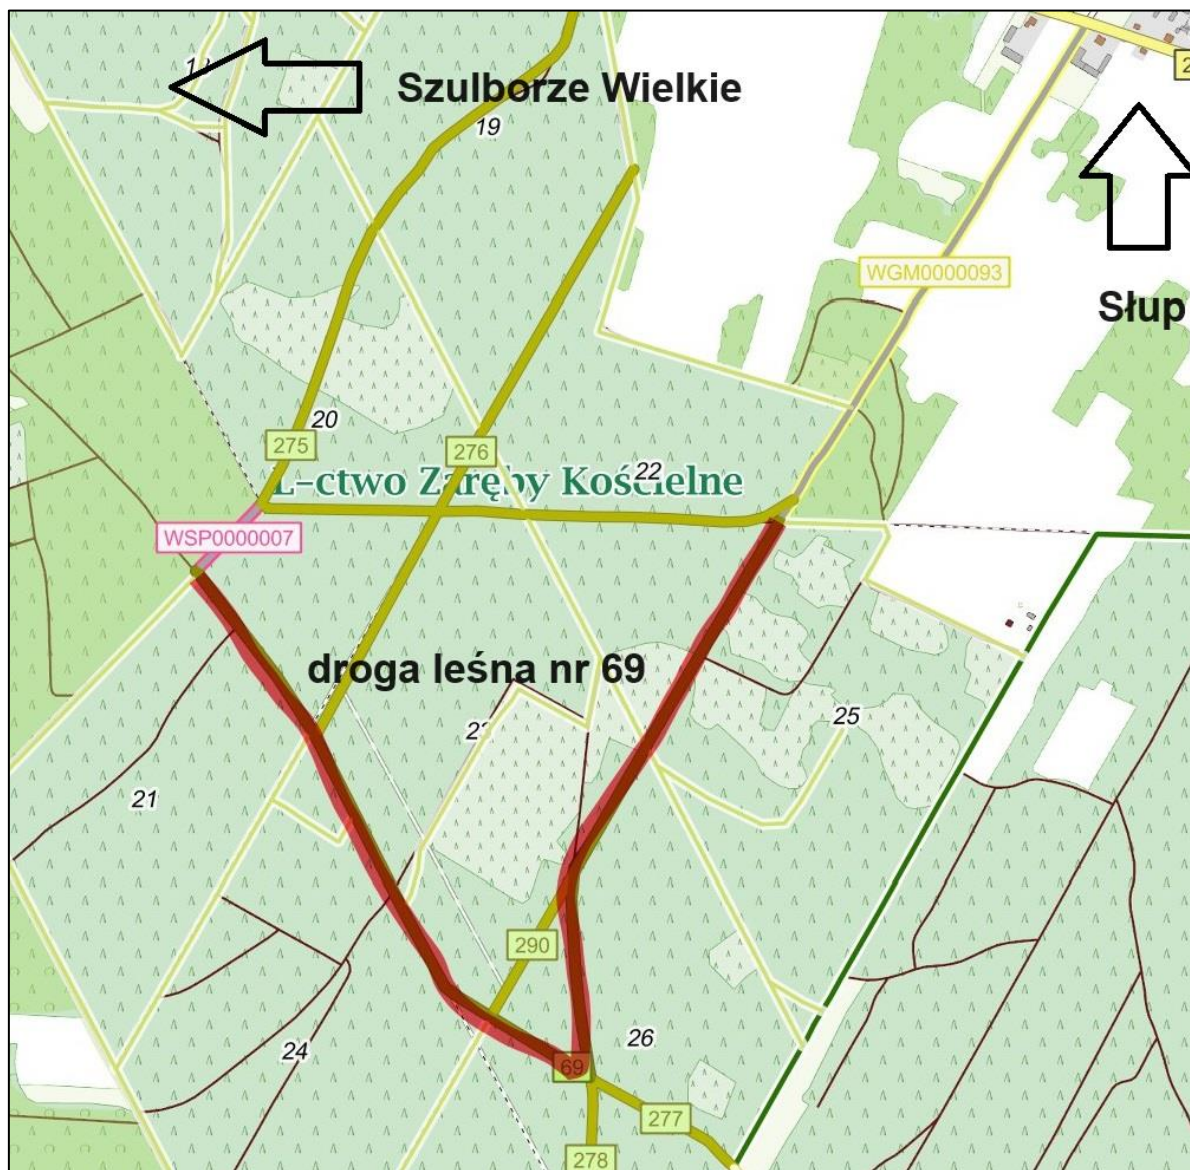 Szulborze Wielkie
19
2
WGM0000093
Słup
20
275
276
22
L-ctwo Zaręby Kościelne
WSP0000007
droga leśna nr 69
25
21
290
26
24
69
277
278